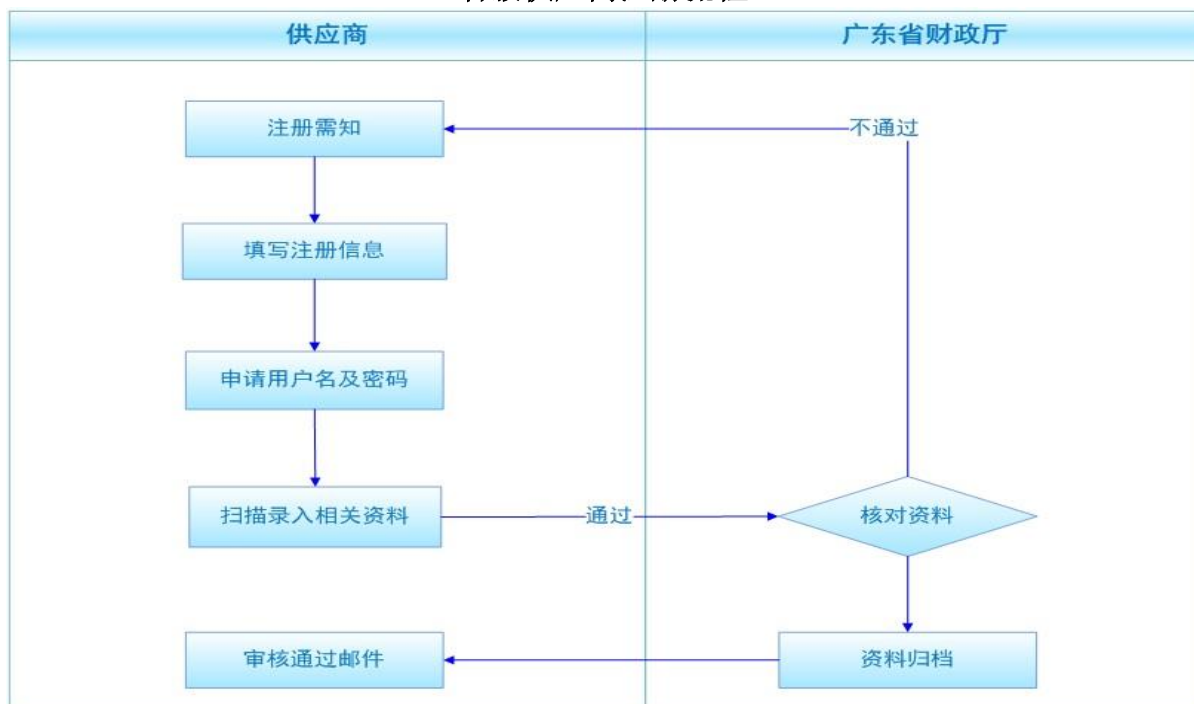 供应商
广东省财政厅
注册需知
不通过
填写注册信息
申请用户名及密码
扫描录入相关资料
通过
核对资料
审核通过邮件
资料归档